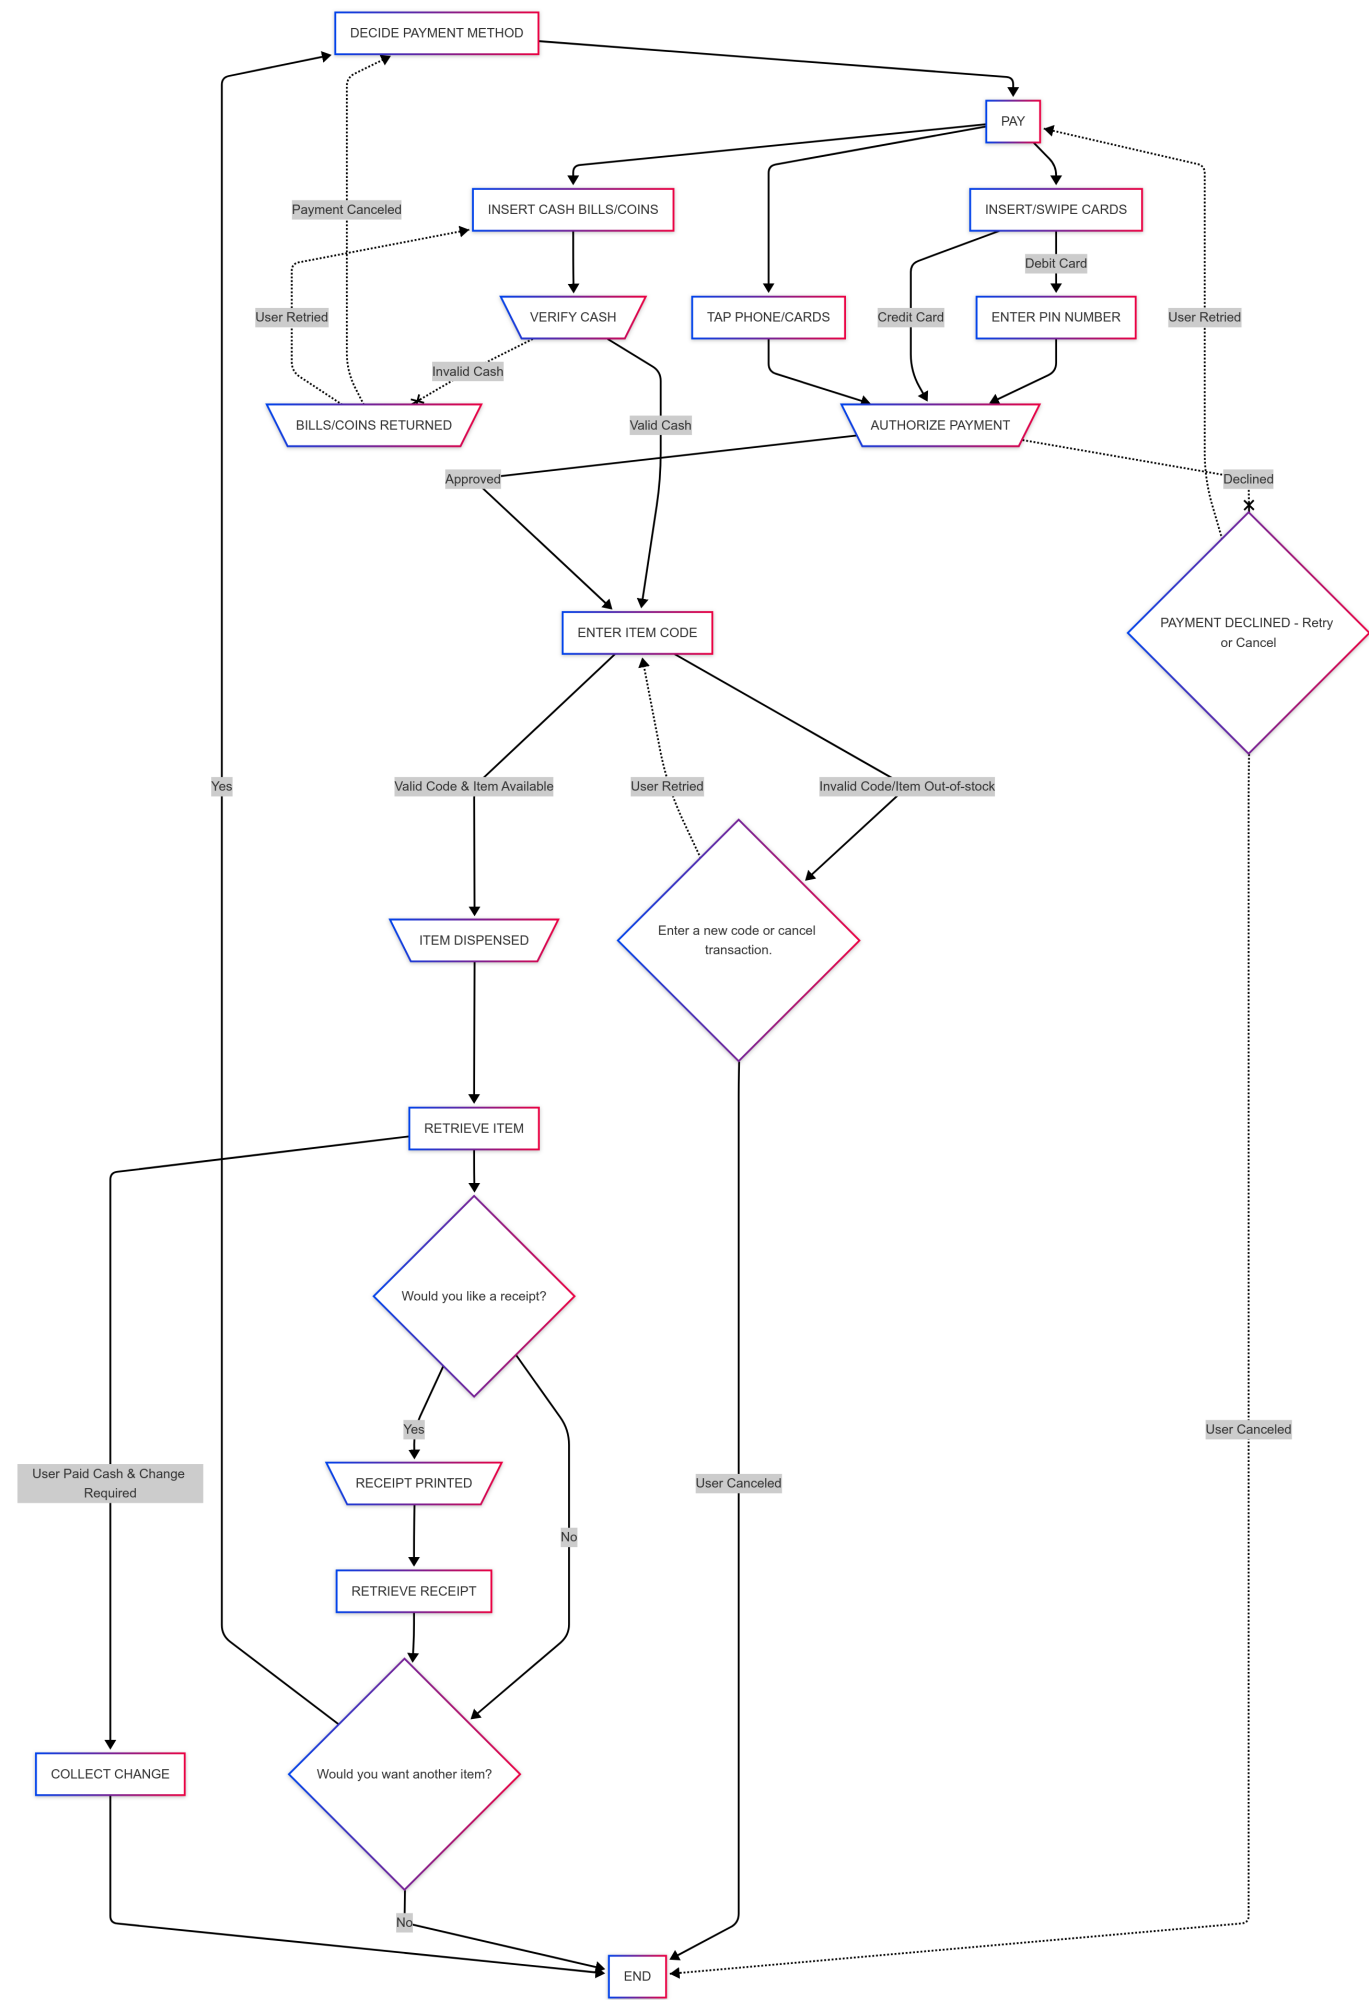 DECIDE PAYMENT METHOD
PAY
Payment Canceled
INSERT CASH BILLS/COINS
INSERT/SWIPE CARDS
Debit Card
User Retried
VERIFY CASH
TAP PHONE/CARDS
Credit Card
ENTER PIN NUMBER
User Retried
Invalid Cash
BILLS/COINS RETURNED
Valid Cash
AUTHORIZE PAYMENT
Approved
Declined
ENTER ITEM CODE
PAYMENT DECLINED - Retry
or Cancel
Yes
Valid Code & Item Available
User Retried
Invalid Code/Item Out-of-stock
ITEM DISPENSED
Enter a new code or cancel
transaction.
RETRIEVE ITEM
Would you like a receipt?
Yes
User Canceled
User Paid Cash & Change
Required
RECEIPT PRINTED
User Canceled
No
RETRIEVE RECEIPT
COLLECT CHANGE
Would you want another item?
No
END